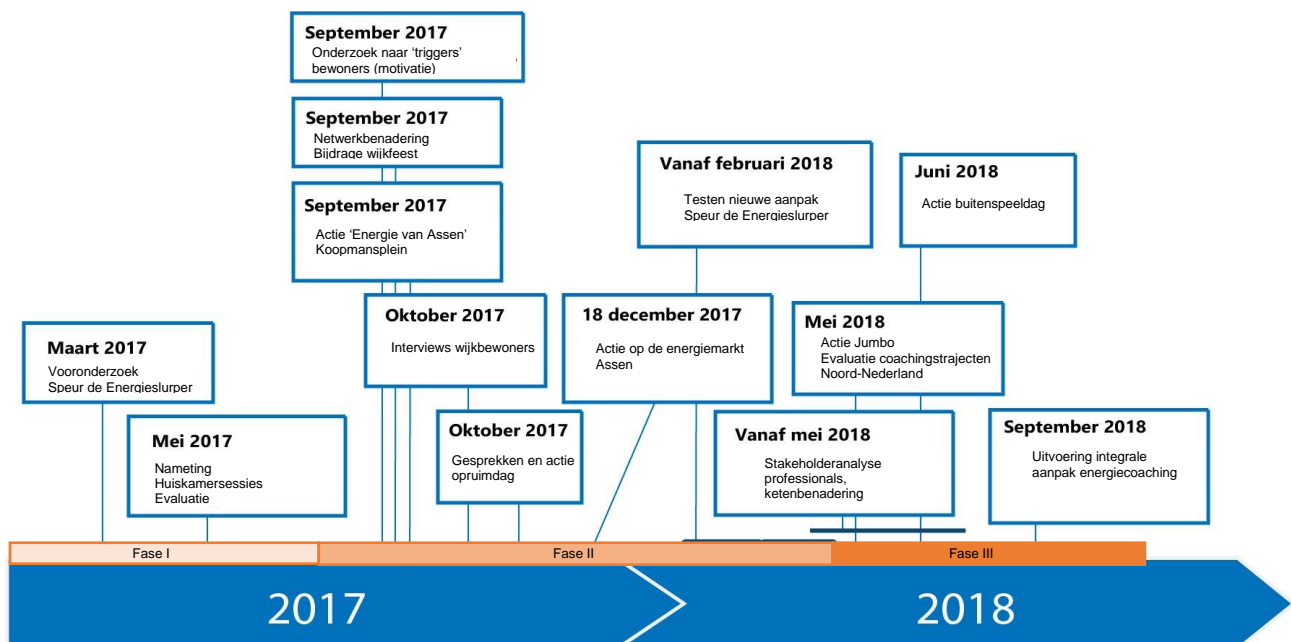 September 2017
Onderzoek naar ‘triggers’
bewoners (motivatie)
September 2017
Netwerkbenadering
Bijdrage wijkfeest
September 2017
Actie ‘Energie van Assen’
Koopmansplein
Vanaf februari 2018
Testen nieuwe aanpak
Speur de Energieslurper
Juni 2018
Actie buitenspeeldag
Maart 2017
Vooronderzoek
Speur de Energieslurper
Oktober 2017
Interviews wijkbewoners
18 december 2017
Actie op de energiemarkt
Assen
Mei 2018
Actie Jumbo
Evaluatie coachingstrajecten
Noord-Nederland
Mei 2017
Nameting
Huiskamersessies
Evaluatie
Oktober 2017
Gesprekken en actie
opruimdag
Vanaf mei 2018
Stakeholderanalyse
professionals,
ketenbenadering
September 2018
Uitvoering integrale
aanpak energiecoaching
Fase I
Fase II
Fase III
2017
2018